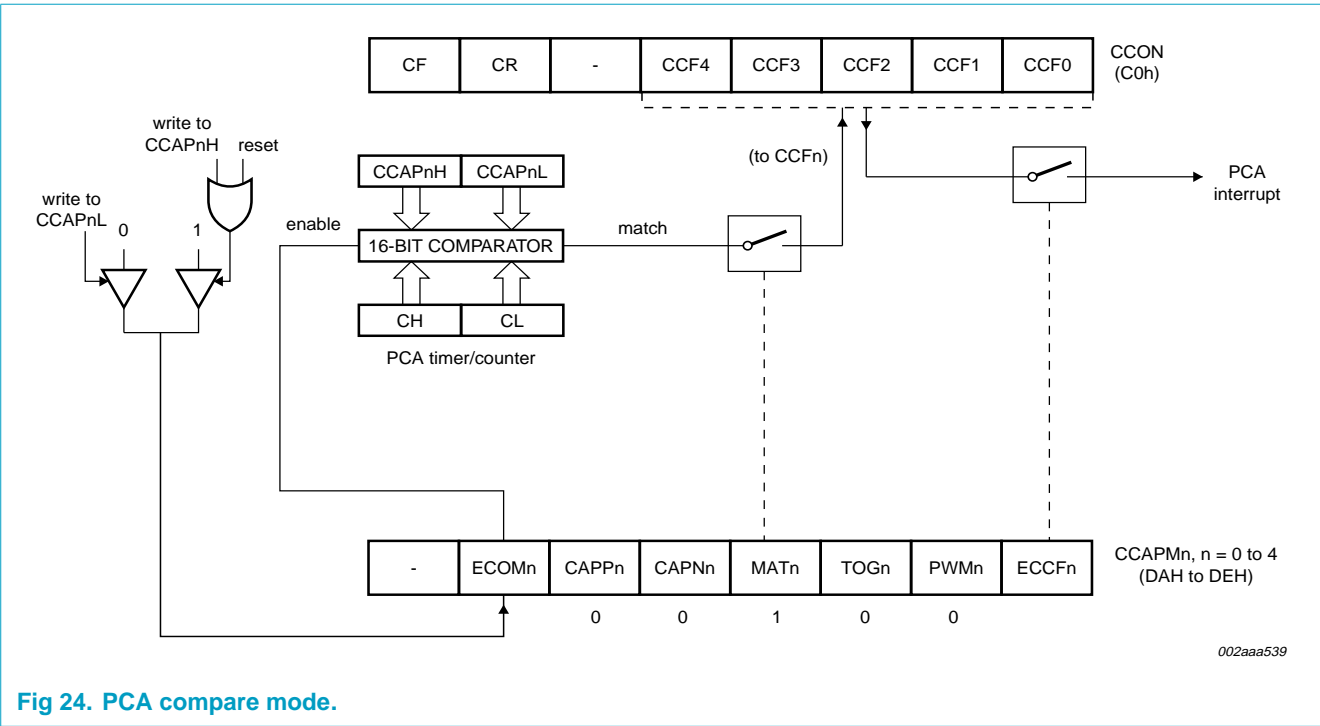 CF CR - CCF4 CCF3 CCF2 CCF1 CCF0
CCON
(C0h)
write to
CCAPnH
reset
write to
CCAPnL
0
1
enable
CCAPnH CCAPnL
16-BIT COMPARATOR
CH CL
PCA timer/counter
match
(to CCFn)
PCA
interrupt
- ECOMn CAPPn CAPNn MATn TOGn PWMn ECCFn
CCAPMn, n = 0 to 4
(DAH to DEH)
0 0 1 0 0
002aaa539
Fig 24. PCA compare mode.